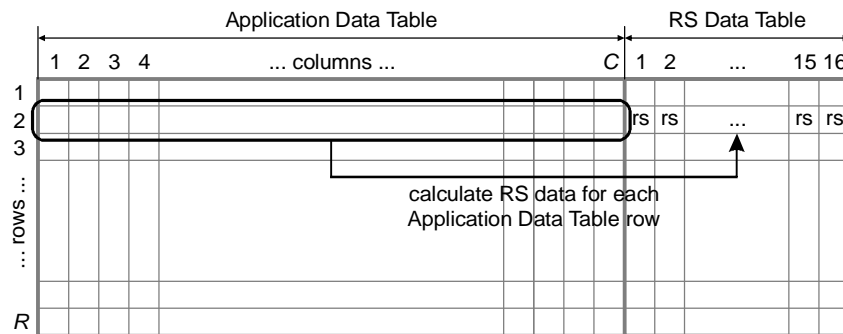 Application Data Table RS Data Table
1 2 3 4 ... columns ... C 1 2 ... 15 16
1
2 rs rs ... rs rs
3
calculate RS data for each
Application Data Table row
... rows ...
R